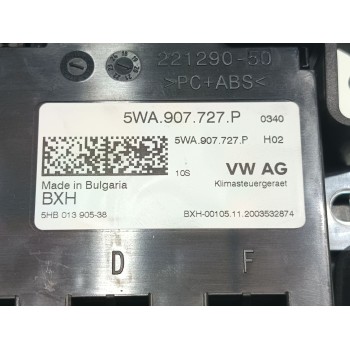 221290-50
>PC+ABS<
5WA.907.727.P 0340
5WA.907.727.P H02
10S VW AG
Made in Bulgaria Klimasteuergeraet
BXH
5HB 013 905-38 BXH-00105.11.2003532874
D F